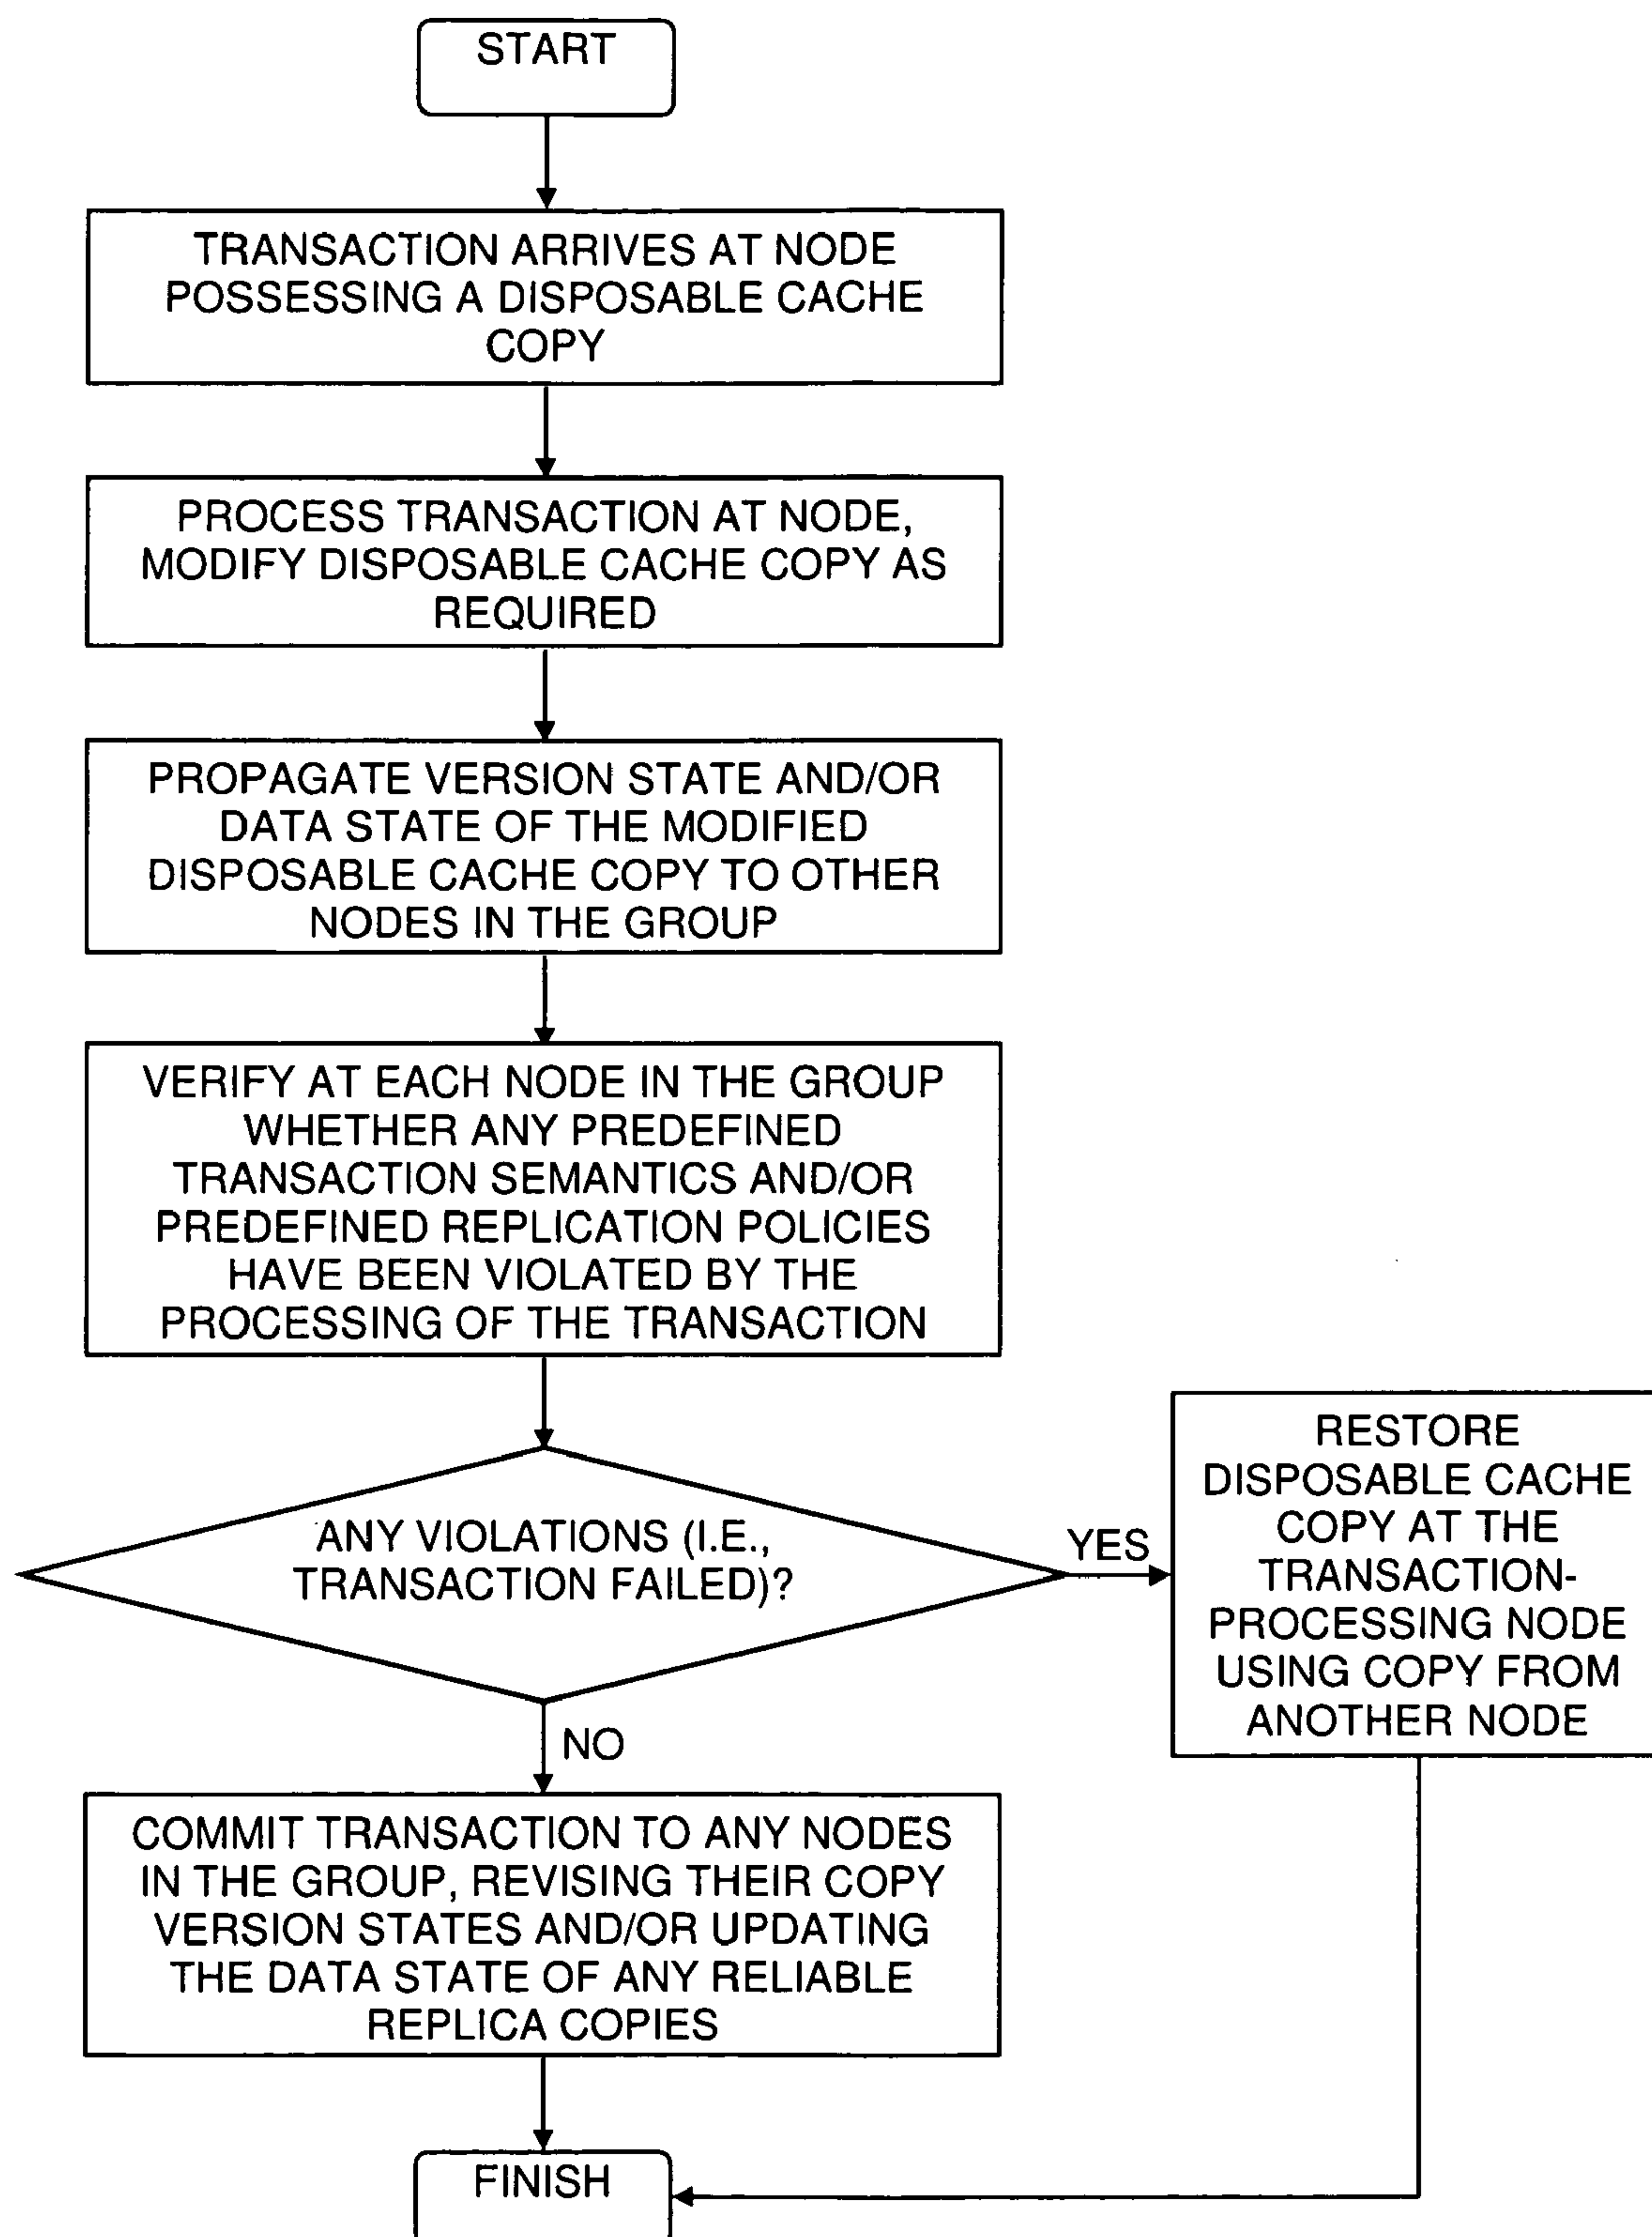 START
TRANSACTION ARRIVES AT NODE
POSSESSING A DISPOSABLE CACHE
COPY
PROCESS TRANSACTION AT NODE,
MODIFY DISPOSABLE CACHE COPY AS
REQUIRED
PROPAGATE VERSION STATE AND/OR
DATA STATE OF THE MODIFIED
DISPOSABLE CACHE COPY TO OTHER
NODES IN THE GROUP
VERIFY AT EACH NODE IN THE GROUP
WHETHER ANY PREDEFINED
TRANSACTION SEMANTICS AND/OR
PREDEFINED REPLICATION POLICIES
HAVE BEEN VIOLATED BY THE
PROCESSING OF THE TRANSACTION
ANY VIOLATIONS (I.E.,
TRANSACTION FAILED)?
YES
RESTORE
DISPOSABLE CACHE
COPY AT THE
TRANSACTION-
PROCESSING NODE
USING COPY FROM
ANOTHER NODE
NO
COMMIT TRANSACTION TO ANY NODES
IN THE GROUP, REVISING THEIR COPY
VERSION STATES AND/OR UPDATING
THE DATA STATE OF ANY RELIABLE
REPLICA COPIES
FINISH